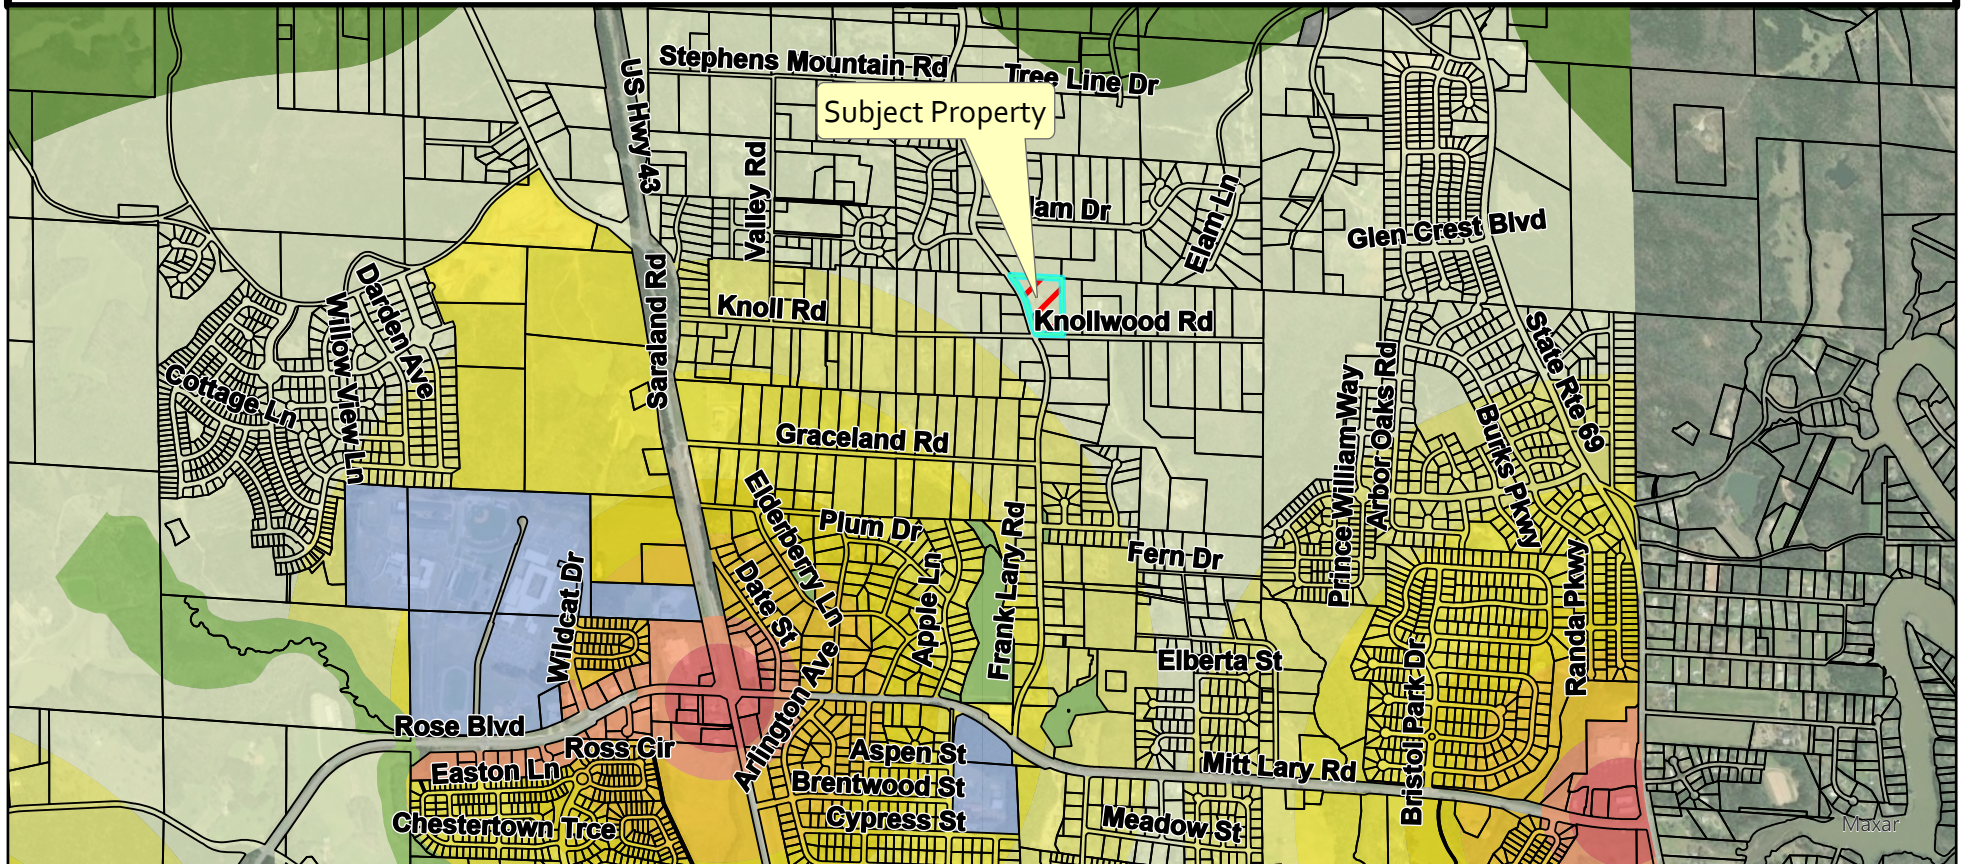 Stephens Mountain Rd
Tree Line Dr
US Hwy 43
Subject Property
Valley Rd
lam Dr
Elam Ln
Glen Crest Blvd
Darden Ave
Willow View Ln
Saraland Rd
Knoll Rd
Knollwood Rd
State Rte 69
Cottage Ln
Prince William Way
Arbor Oaks Rd
Burks Pkwy
Graceland Rd
Elderberry Ln
Plum Dr
Frank Lary Rd
Fern Dr
Wildcat Dr
Date St
Apple Ln
Randa Pkwy
Elberta St
Bristol Park Dr
Arlington Ave
Rose Blvd
Ross Cir
Aspen St
Easton Ln
Brentwood St
Mitt Lary Rd
Chestertown Trce
Cypress St
Meadow St
Maxar